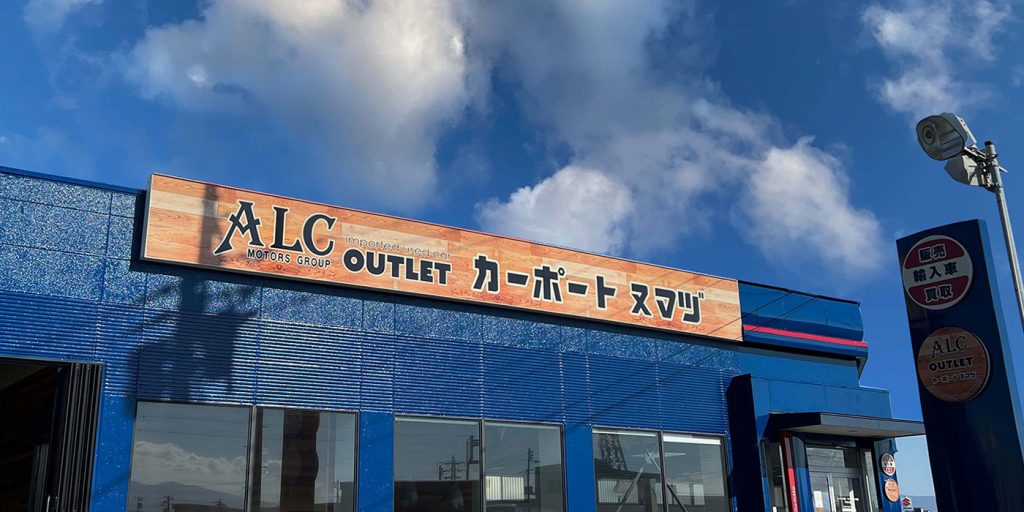 ALC
MOTORS GROUP
imported used car
OUTLET
カーポート ヌマヅ
販売
輸入車
買取
ALC
OUTLET
カーポート ヌマヅ